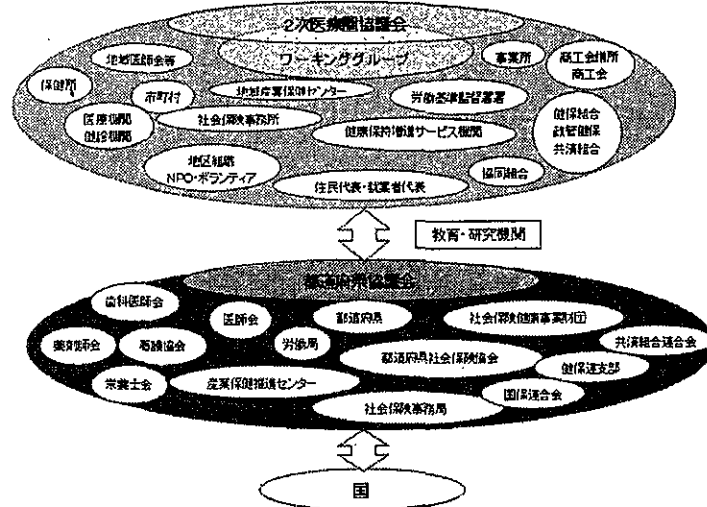 2次医療圏協議会
ワーキンググループ
地域医師会等
事業所
商工会議所
商工会
保健所
市町村
地域産業保健センター
労働基準監督署署
医療機関
健診機関
社会保険事務所
健康保持増進サービス機関
健保組合
政管健保
共済組合
地区組織
NPO・ボランティア
住民代表・就業者代表
協同組合
教育・研究機関
都道府県協議会
歯科医師会
医師会
都道府県
社会保険健康事業財団
薬剤師会
看護協会
労働局
都道府県社会保険協会
共済組合連合会
健保連支部
栄養士会
産業保健推進センター
国保連合会
社会保険事務局
国